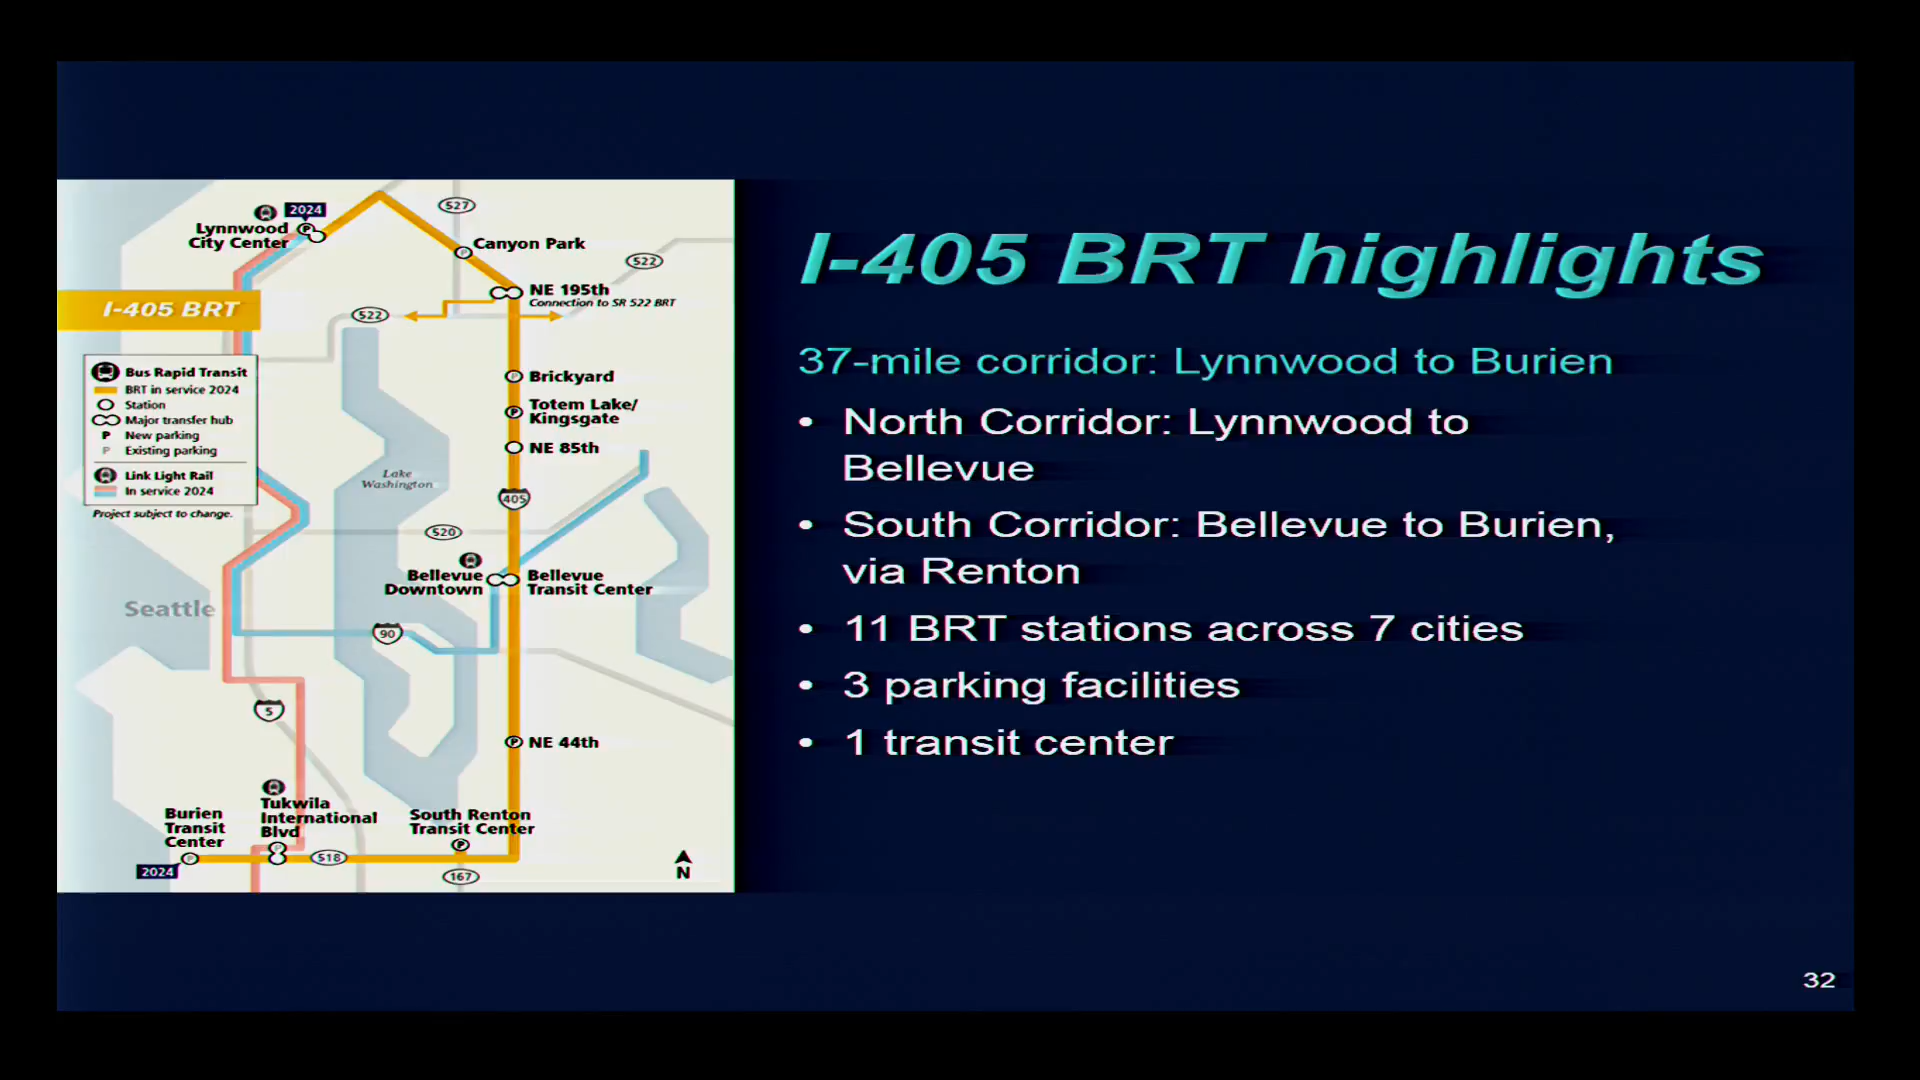 527
2024
Lynnwood
City Center
Canyon Park
522
NE 195th
Connection to SR 522 BRT
I-405 BRT
522
Bus Rapid Transit
BRT in service 2024
Station
Major transfer hub
P New parking
P Existing parking
Link Light Rail
In service 2024
Project subject to change.
Brickyard
P
Totem Lake/
Kingsgate
NE 85th
Lake
Washington
405
520
Bellevue
Downtown
Bellevue
Transit Center
Seattle
90
5
P
NE 44th
Burien
Transit
Center
Tukwila
International
Blvd
South Renton
Transit Center
P
P
518
2024
167
N
I-405 BRT highlights
37-mile corridor: Lynnwood to Burien
• North Corridor: Lynnwood to
Bellevue
• South Corridor: Bellevue to Burien,
via Renton
• 11 BRT stations across 7 cities
• 3 parking facilities
• 1 transit center
32